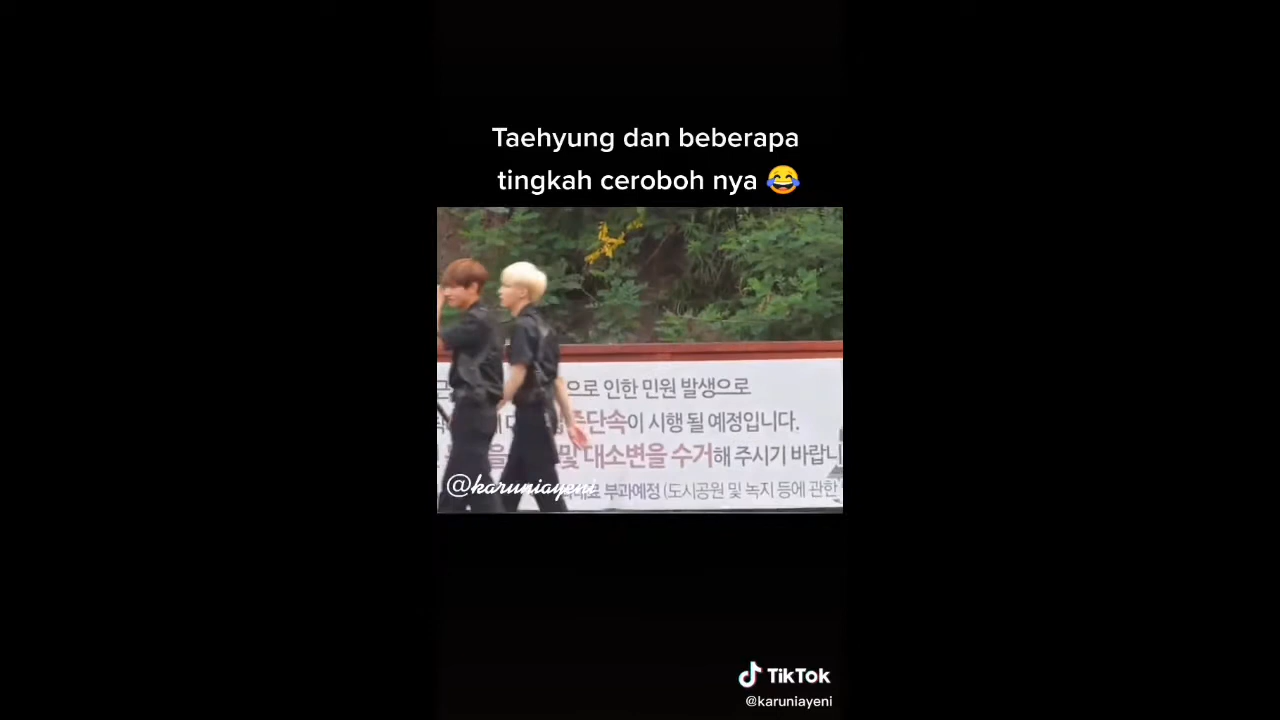 Taehyung dan beberapa
tingkah ceroboh nya 😂
으로 인한 민원 발생으로
단속이 시행 될 예정입니다.
및 대소변을 수거해 주시기 바랍니
부과예정 (도시공원 및 녹지 등에 관한
@karuniayeni
TikTok
@karuniayeni